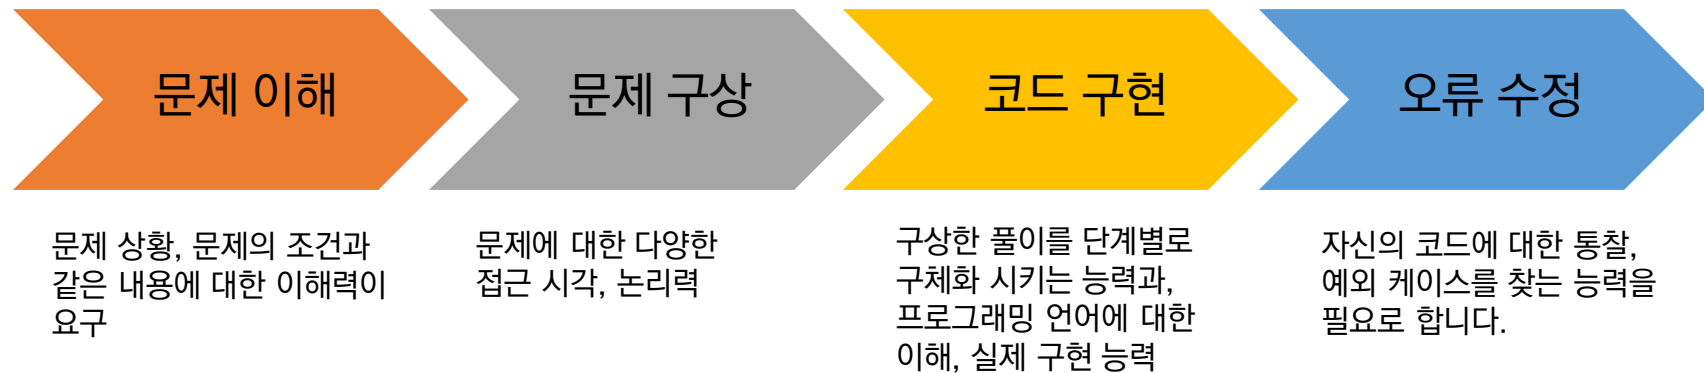 문제 이해
문제 구상
코드 구현
오류 수정
문제 상황, 문제의 조건과
같은 내용에 대한 이해력이
요구
문제에 대한 다양한
접근 시각, 논리력
구상한 풀이를 단계별로
구체화 시키는 능력과,
프로그래밍 언어에 대한
이해, 실제 구현 능력
자신의 코드에 대한 통찰,
예외 케이스를 찾는 능력을
필요로 합니다.